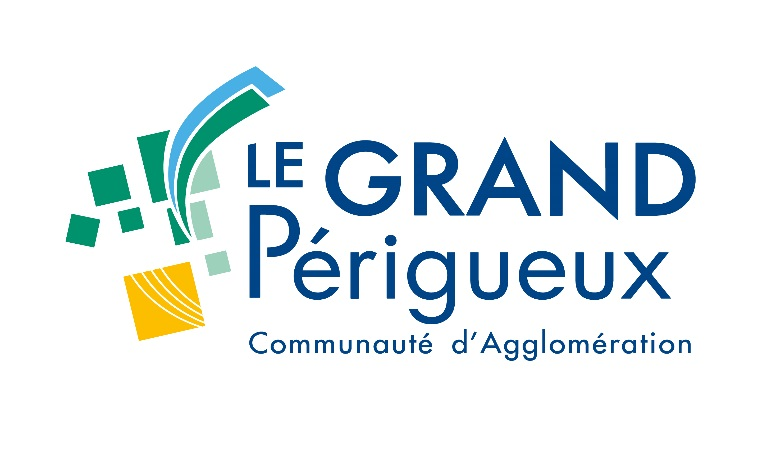 LE GRAND
Périgueux
Communauté d'Agglomération